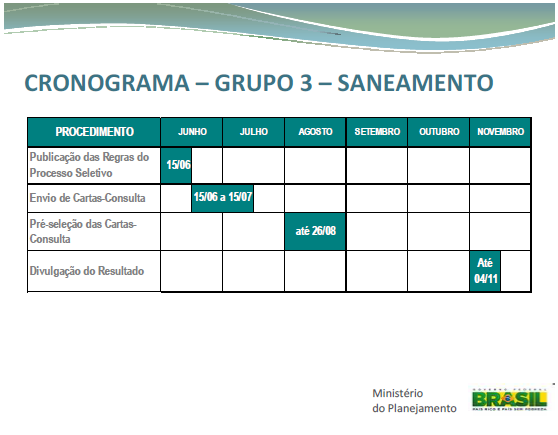 CRONOGRAMA – GRUPO 3 – SANEAMENTO
PROCEDIMENTO JUNHO JULHO AGOSTO SETEMBRO OUTUBRO NOVEMBRO
Publicação das Regras do
Processo Seletivo
15/06
Envio de Cartas-Consulta 15/06 a 15/07
Pré-seleção das Cartas-
Consulta
até 26/08
Divulgação do Resultado
Até
04/11
Ministério
do Planejamento
GOVERNO FEDERAL
BRASIL
PAÍS RICO É PAÍS SEM POBREZA